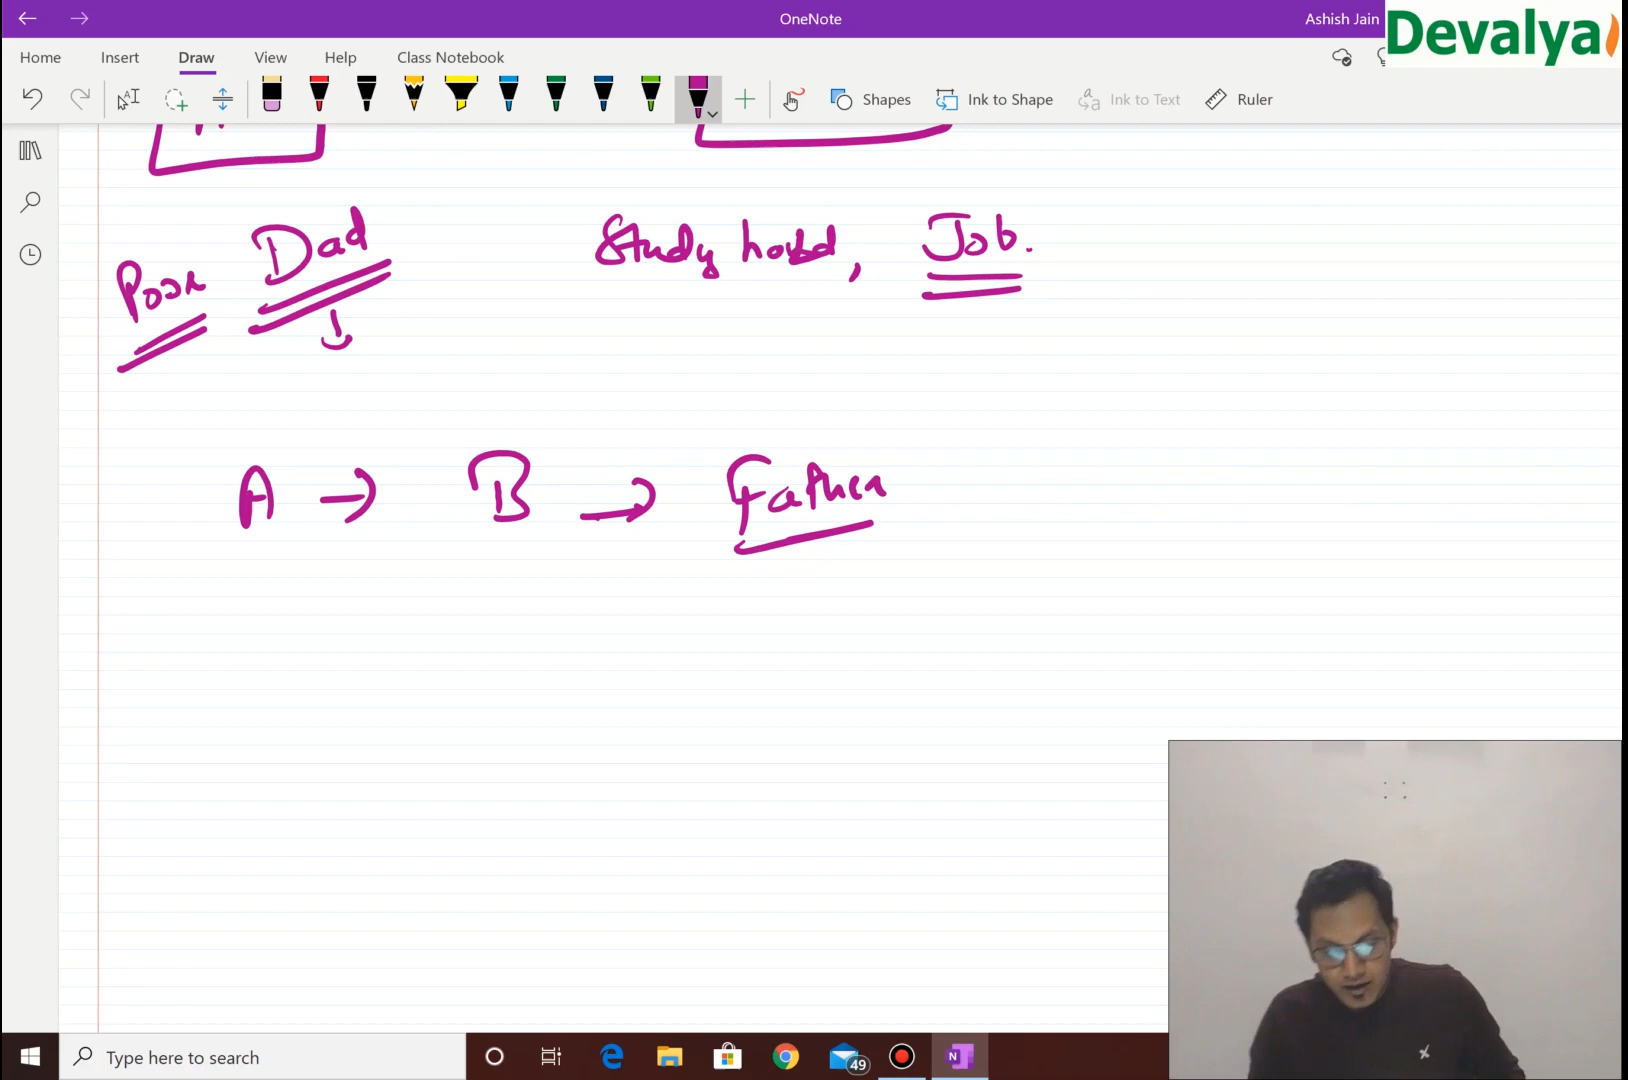 OneNote
Ashish Jain
Devalya
Home Insert Draw View Help Class Notebook
Shapes Ink to Shape Ink to Text Ruler
Poor Dad Study hard, Job.
A → B → Father
Type here to search
49